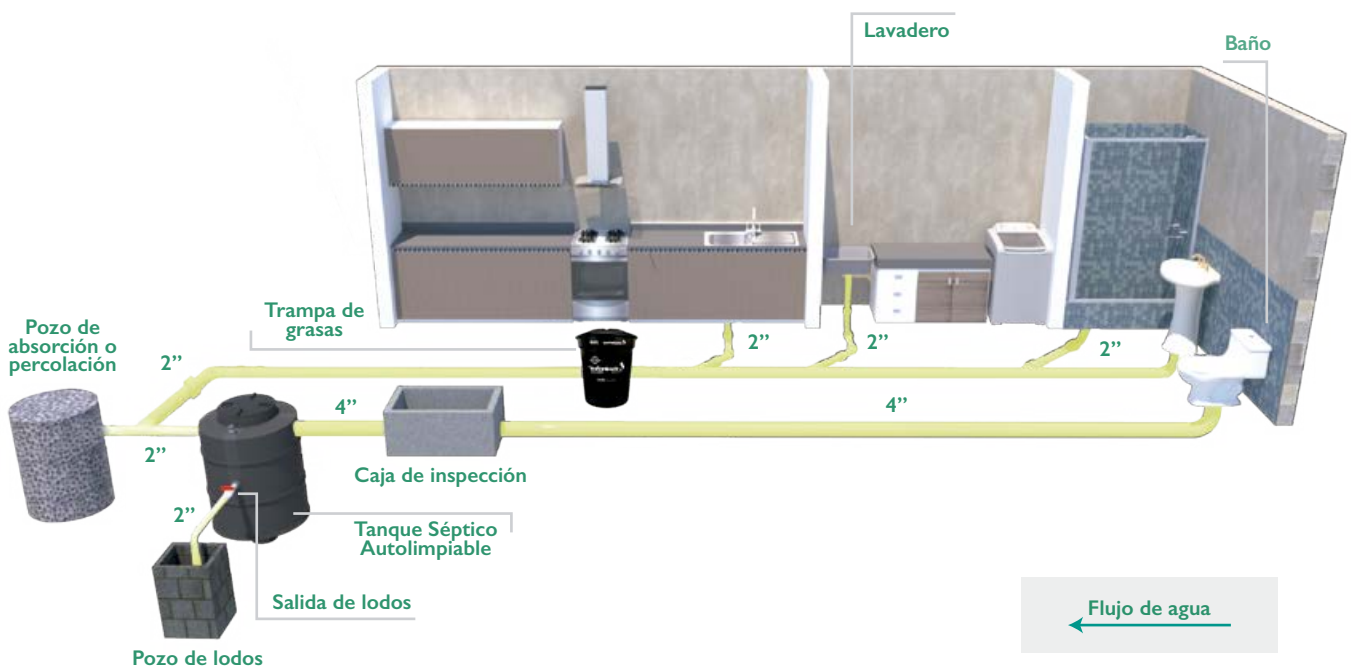 Lavadero
Baño
Trampa de
grasas
Pozo de
absorción o
percolación
2”
2”
2”
2”
4”
4”
2”
Caja de inspección
2”
Tanque Séptico
Autolimpiable
Salida de lodos
Flujo de agua
Pozo de lodos